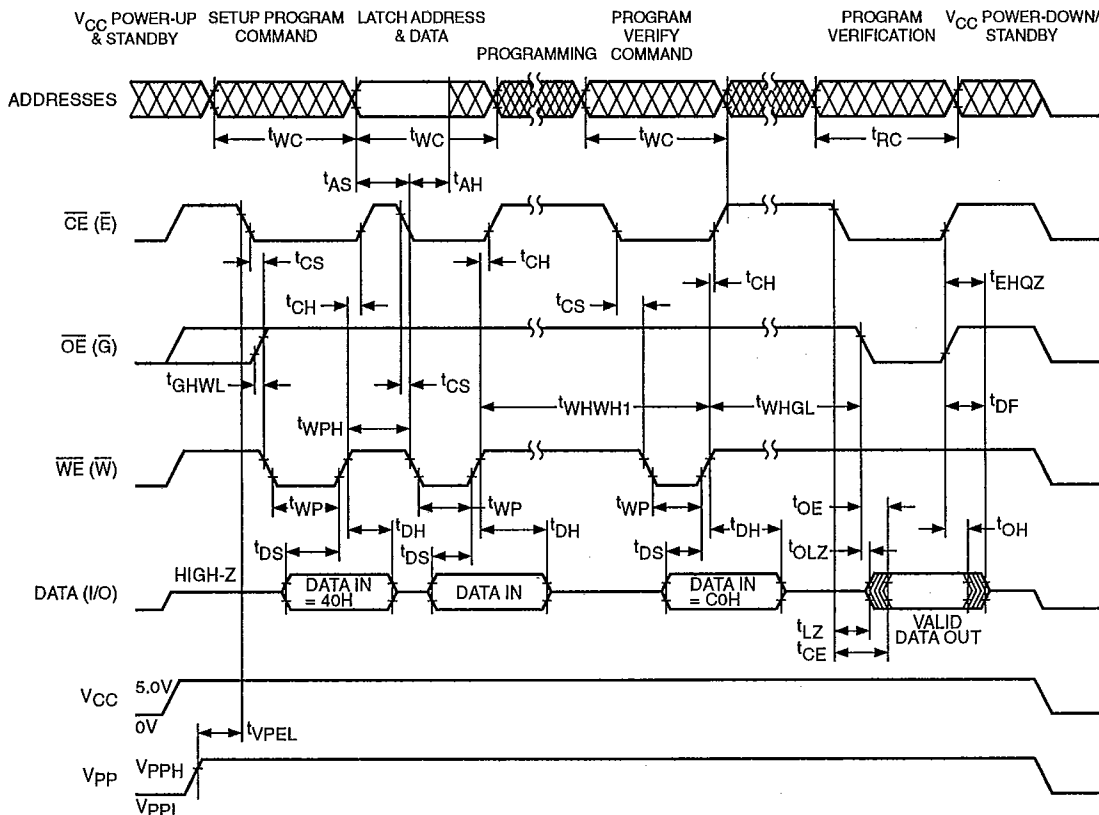 VCC POWER-UP & STANDBY
SETUP PROGRAM COMMAND
LATCH ADDRESS & DATA
PROGRAMMING
PROGRAM VERIFY COMMAND
PROGRAM VERIFICATION
VCC POWER-DOWN/ STANDBY
ADDRESSES
tWC
tWC
tWC
tRC
tAS
tAH
CE (E)
tCS
tCH
tCH
tCS
tCH
tEHQZ
OE (G)
tGHWL
tCS
tWPH
tWHWH1
tWHGL
tDF
WE (W)
tWP
tWP
tWP
tOE
tDH
tDH
tDH
tOH
tDS
tDS
tDS
tOLZ
HIGH-Z
DATA (I/O)
DATA IN = 40H
DATA IN
DATA IN = C0H
VALID DATA OUT
tLZ
tCE
VCC
5.0V
0V
tVPEL
VPP
VPPH
VPPL